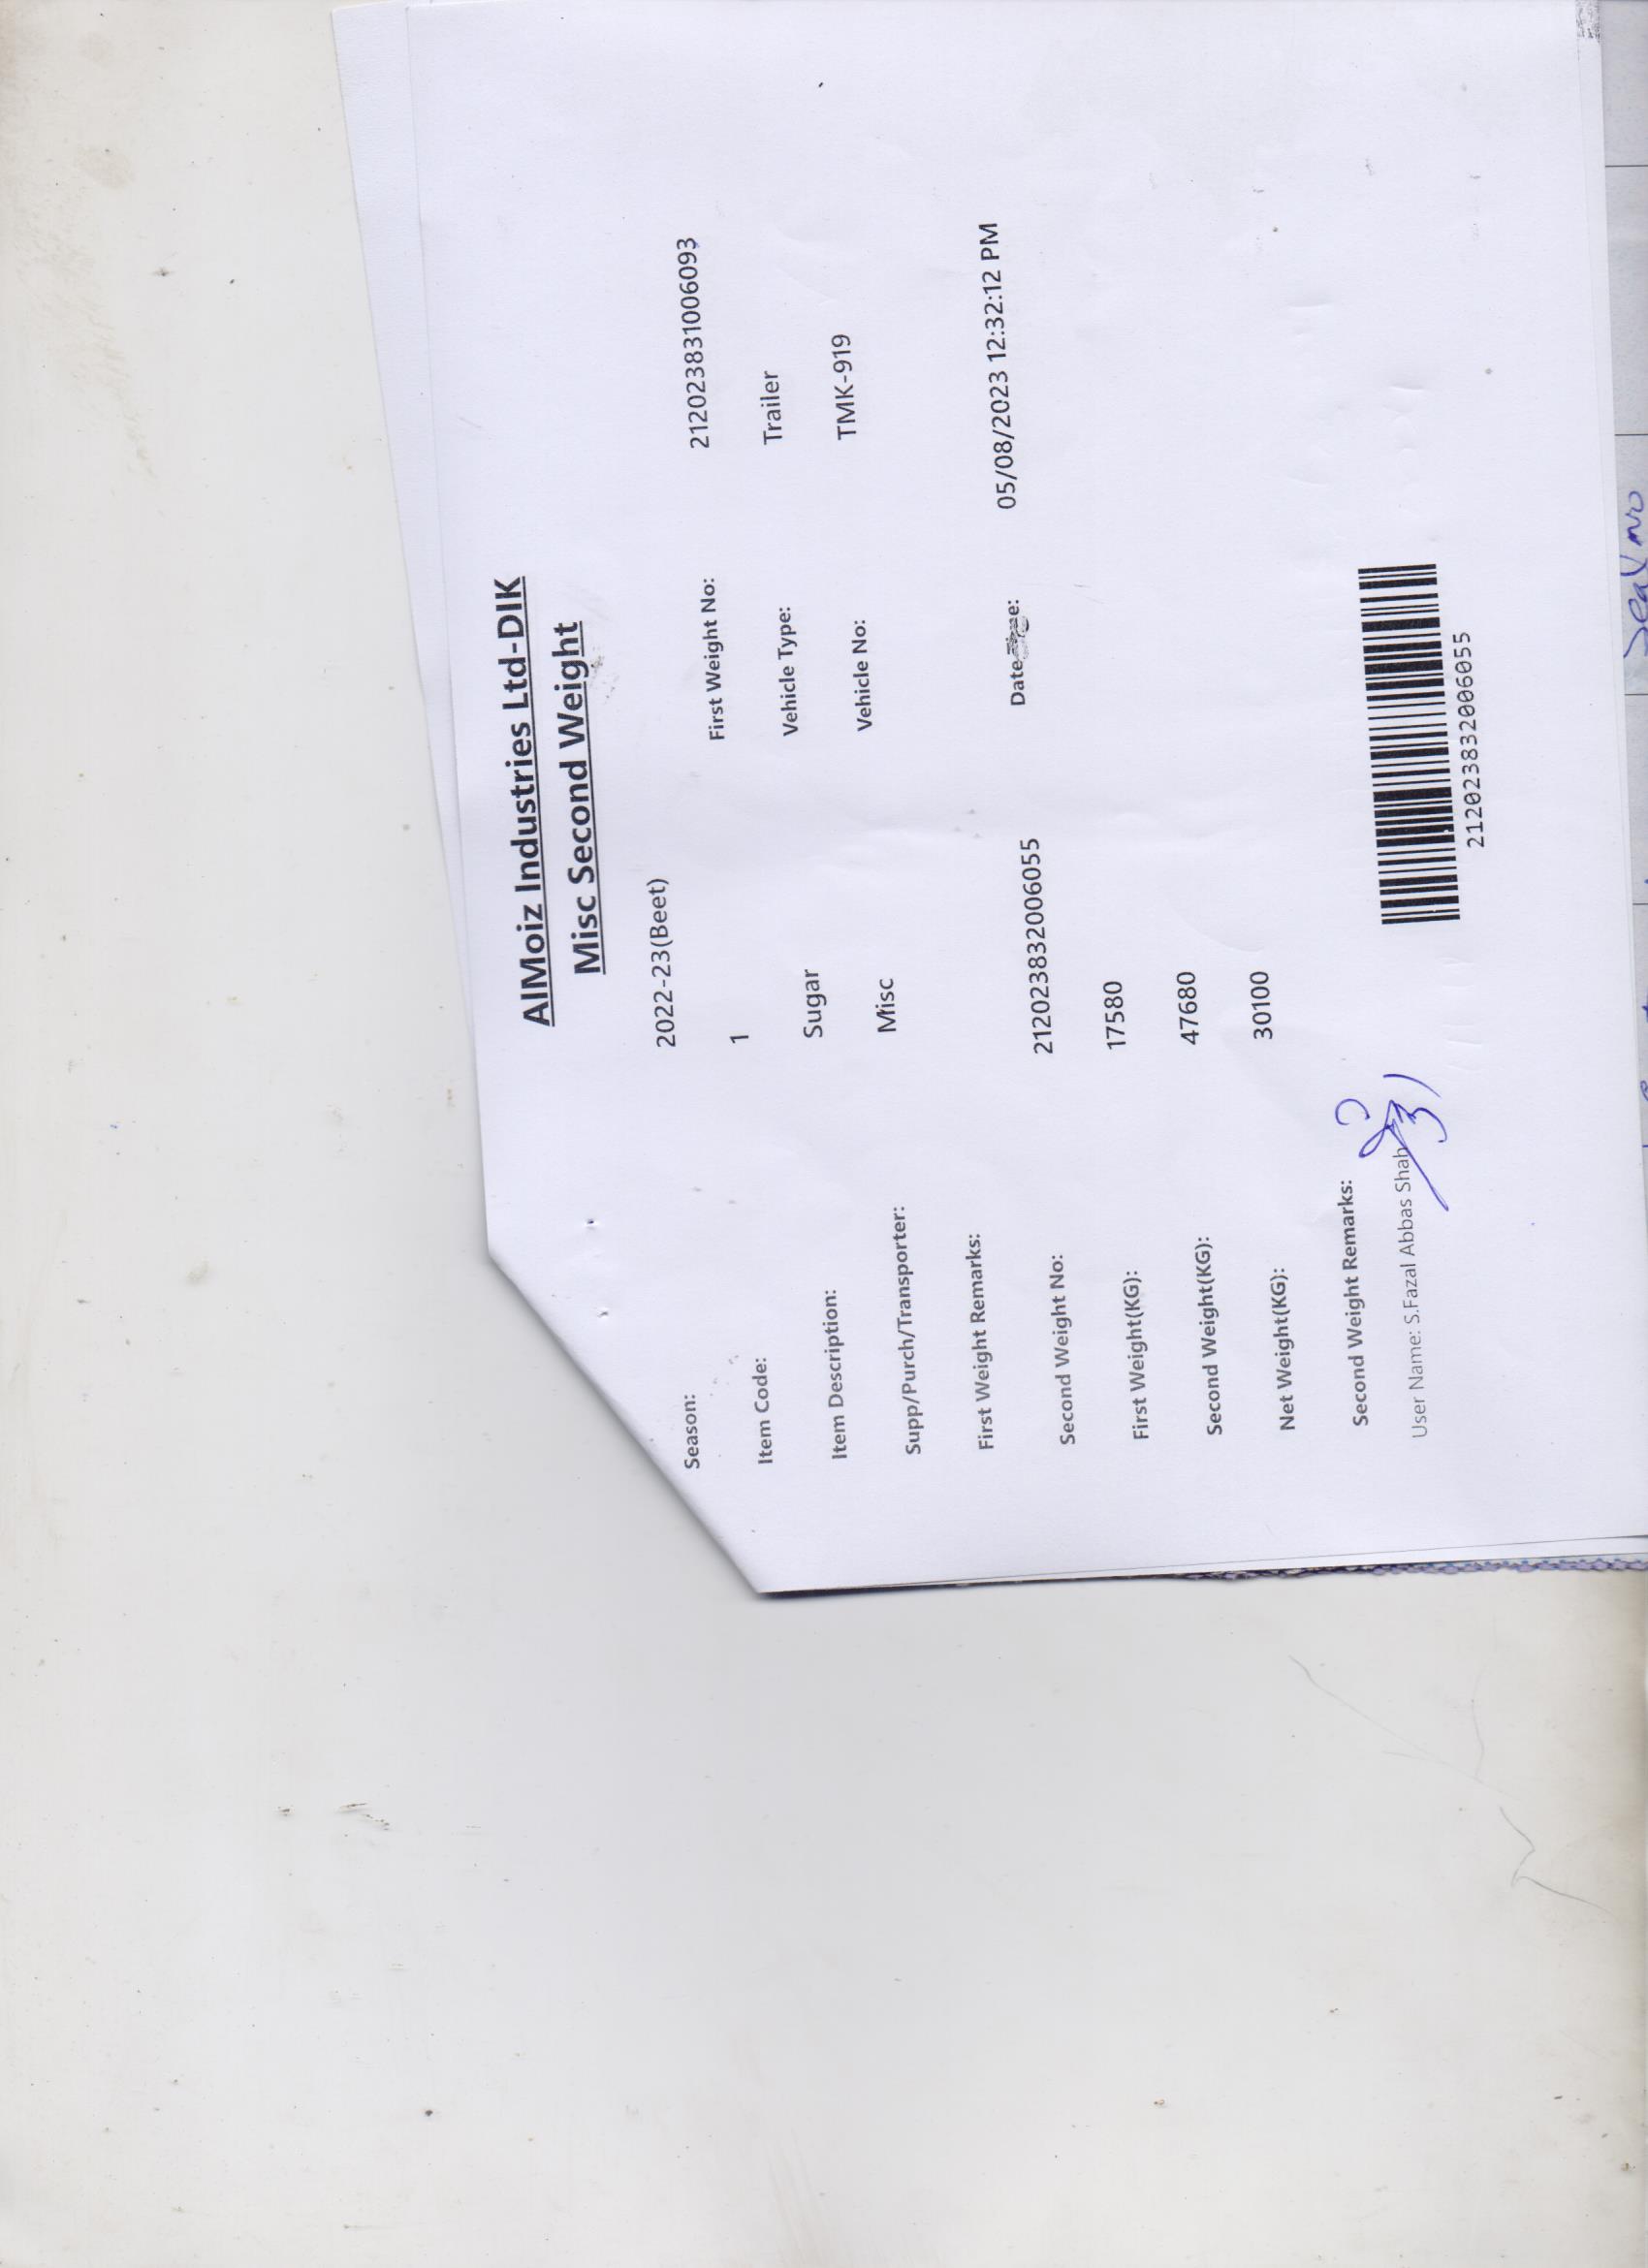 AlMoiz Industries Ltd-DIK
Misc Second Weight
Season: 2022-23(Beet)
Item Code: 1 First Weight No: 2120238310060​93
Item Description: Sugar Vehicle Type: Trailer
Supp/Purch/Transporter: Misc Vehicle No: TMK-919
First Weight Remarks:
Second Weight No: 212023832006055 Date 05/08/2023 12:32:12 PM
First Weight(KG): 17580
Second Weight(KG): 47680
Net Weight(KG): 30100
Second Weight Remarks:
User Name: S.Fazal Abbas Shah
212023832006055
Seal no